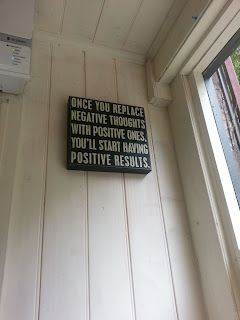 ONCE YOU REPLACE
NEGATIVE THOUGHTS
WITH POSITIVE ONES,
YOU'LL START HAVING
POSITIVE RESULTS.